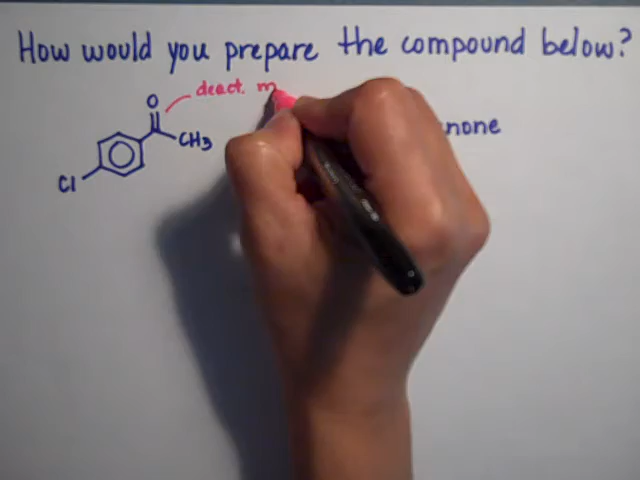 How would you prepare the compound below?
deact. m
O
CH3
none
Cl